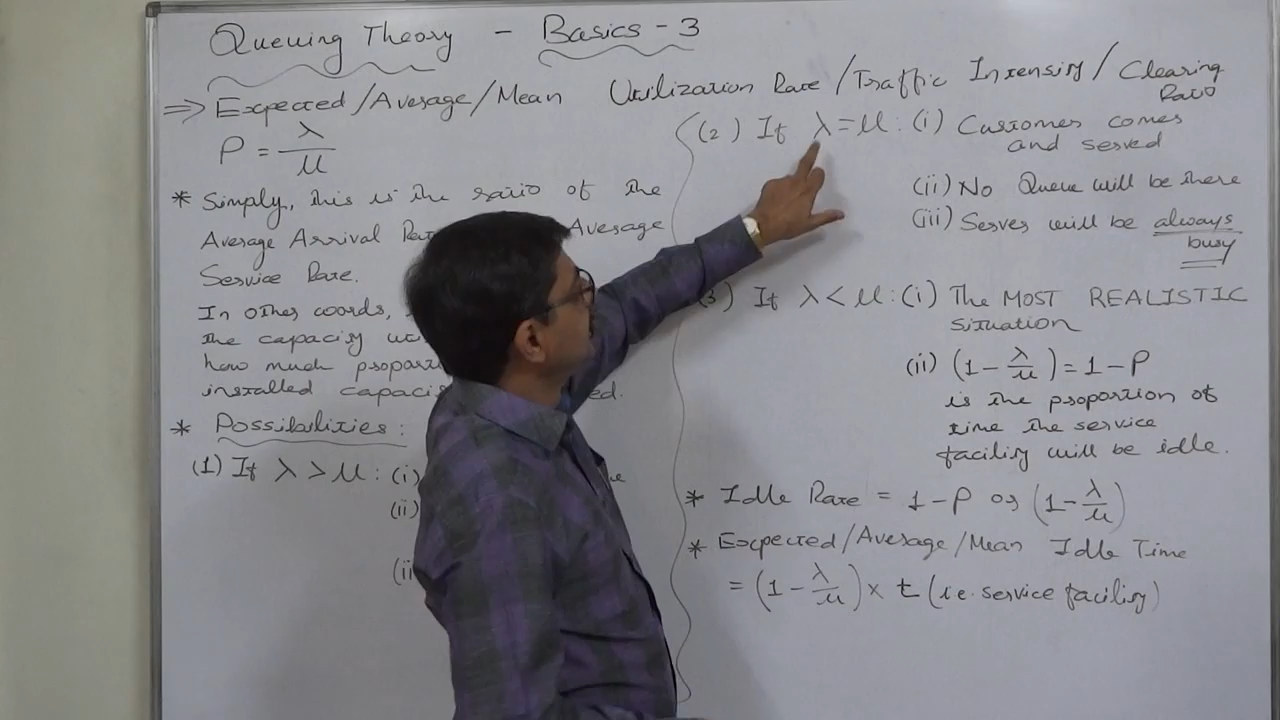 Queuing Theory - Basics - 3
⇒ Expected/Average/Mean Utilization Rate/Traffic Intensity/Clearing Ratio
ρ = λ/μ
* Simply, this is the ratio of the
Average Arrival Average
Service Rate.
In other words,
the capacity
how much
installed
* Possibilities:
(1) If λ > μ: (i)
(ii)
(2) If λ = μ: (i) Customer comes
and served
(ii) No Queue will be there
(iii) Server will be always
busy
(3) If λ < μ: (i) The MOST REALISTIC
situation
(ii) (1 - λ/μ) = 1 - ρ
is the proportion of
time the service
facility will be idle.
* Idle Rate = 1 - ρ or (1 - λ/μ)
* Expected/Average/Mean Idle Time
= (1 - λ/μ) × t (i.e. service facility)